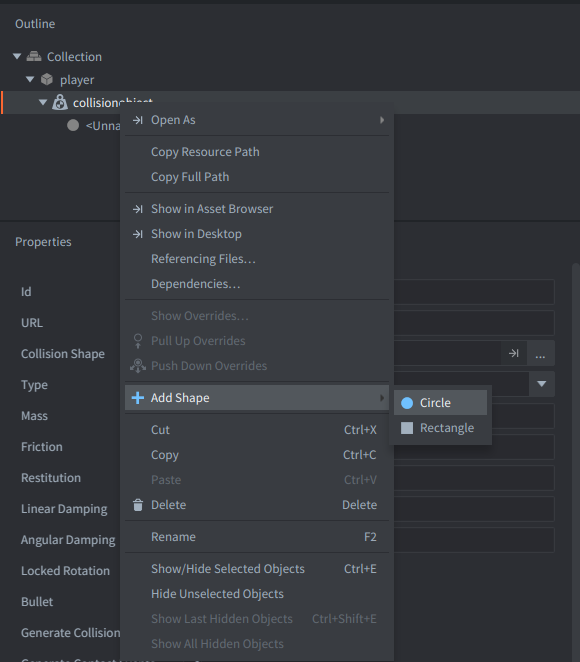 Outline
Collection
player
collisionobject
<Unna
Open As
Copy Resource Path
Copy Full Path
Show in Asset Browser
Show in Desktop
Referencing Files…
Dependencies…
Show Overrides…
Pull Up Overrides
Push Down Overrides
Add Shape
Circle
Rectangle
Cut Ctrl+X
Copy Ctrl+C
Paste Ctrl+V
Delete Delete
Rename F2
Show/Hide Selected Objects Ctrl+E
Hide Unselected Objects
Show Last Hidden Objects Ctrl+Shift+E
Show All Hidden Objects
Properties
Id
URL
Collision Shape ...
Type
Mass
Friction
Restitution
Linear Damping
Angular Damping
Locked Rotation
Bullet
Generate Collision